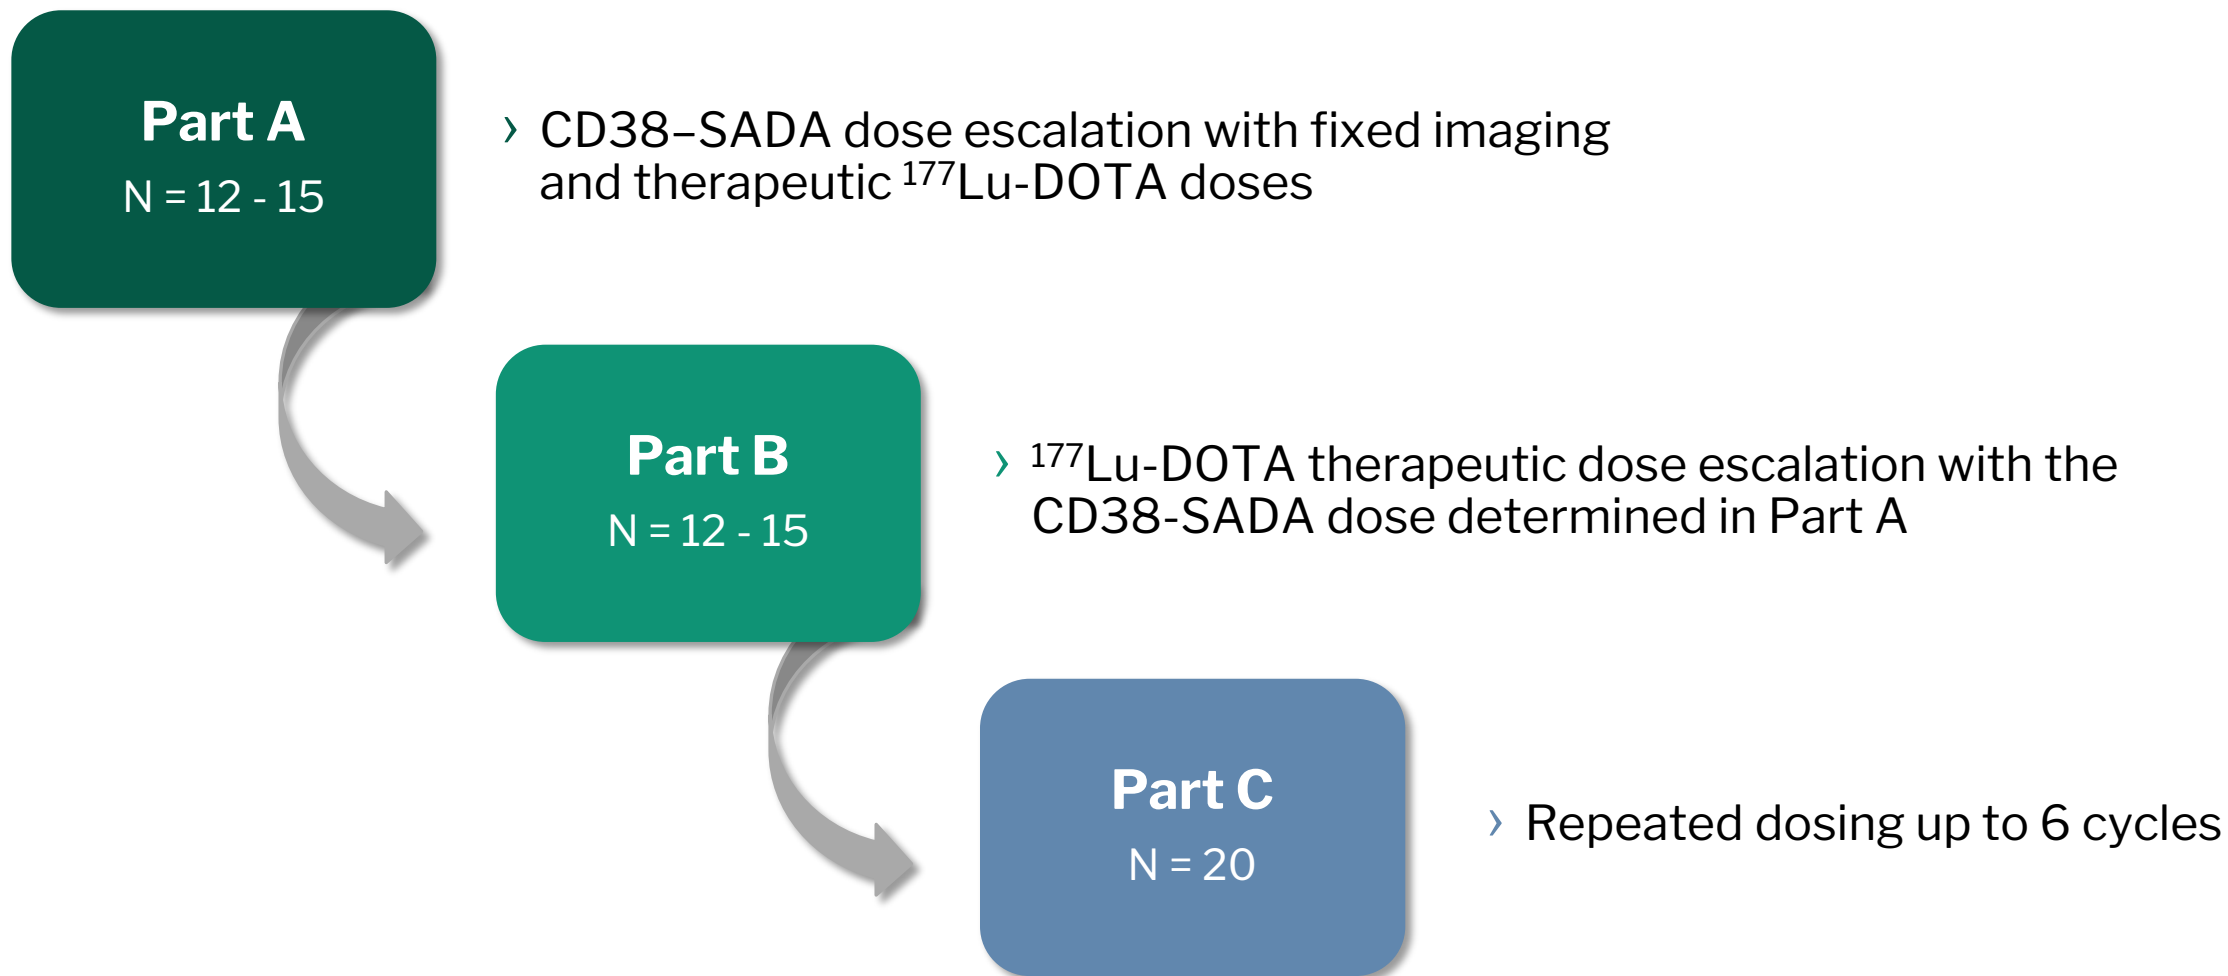 Part A
N = 12 - 15
› CD38–SADA dose escalation with fixed imaging
and therapeutic ¹⁷⁷Lu-DOTA doses
Part B
N = 12 - 15
› ¹⁷⁷Lu-DOTA therapeutic dose escalation with the
CD38-SADA dose determined in Part A
Part C
N = 20
› Repeated dosing up to 6 cycles